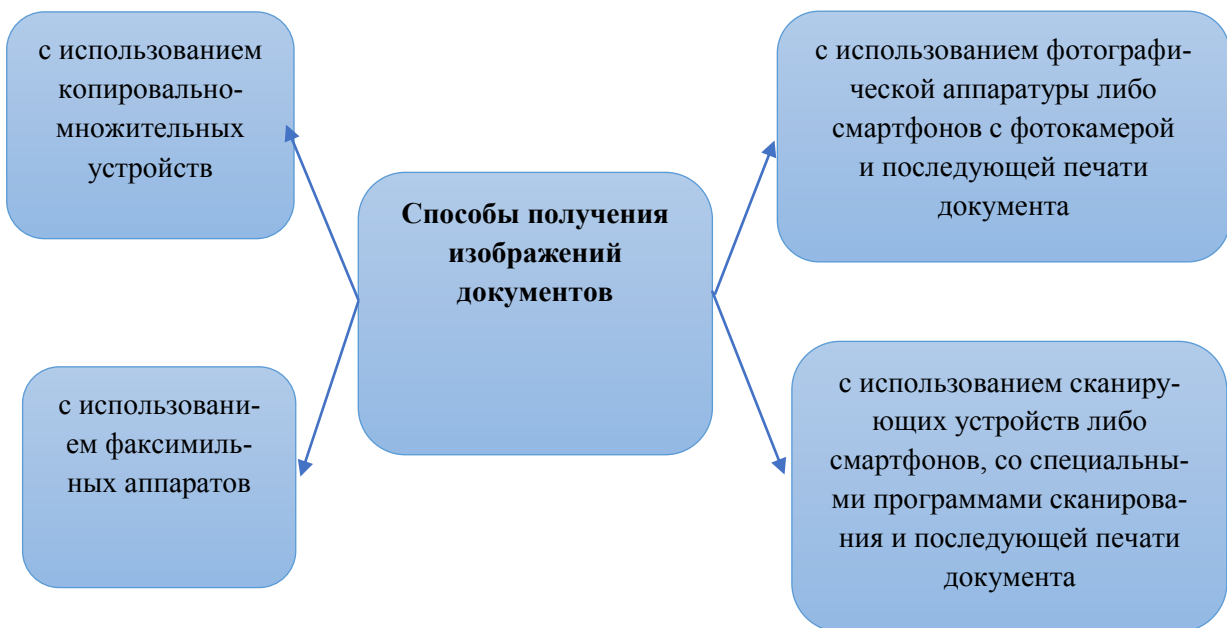 с использованием
копировально-
множительных
устройств
с использованием фотографи-
ческой аппаратуры либо
смартфонов с фотокамерой
и последующей печати
документа
Способы получения
изображений
документов
с использовани-
ем факсимиль-
ных аппаратов
с использованием сканиру-
ющих устройств либо
смартфонов, со специальны-
ми программами сканирова-
ния и последующей печати
документа